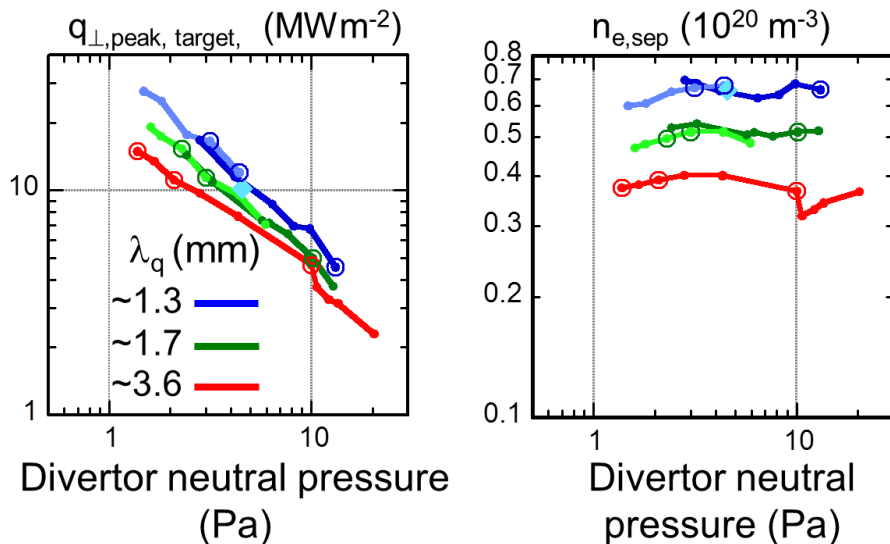 q⊥,peak, target, (MWm-2)
10
1
λq (mm)
~1.3
~1.7
~3.6
1
10
Divertor neutral pressure
(Pa)
ne,sep (10^20 m-3)
0.8
0.7
0.6
0.5
0.4
0.3
0.2
0.1
1
10
Divertor neutral
pressure (Pa)